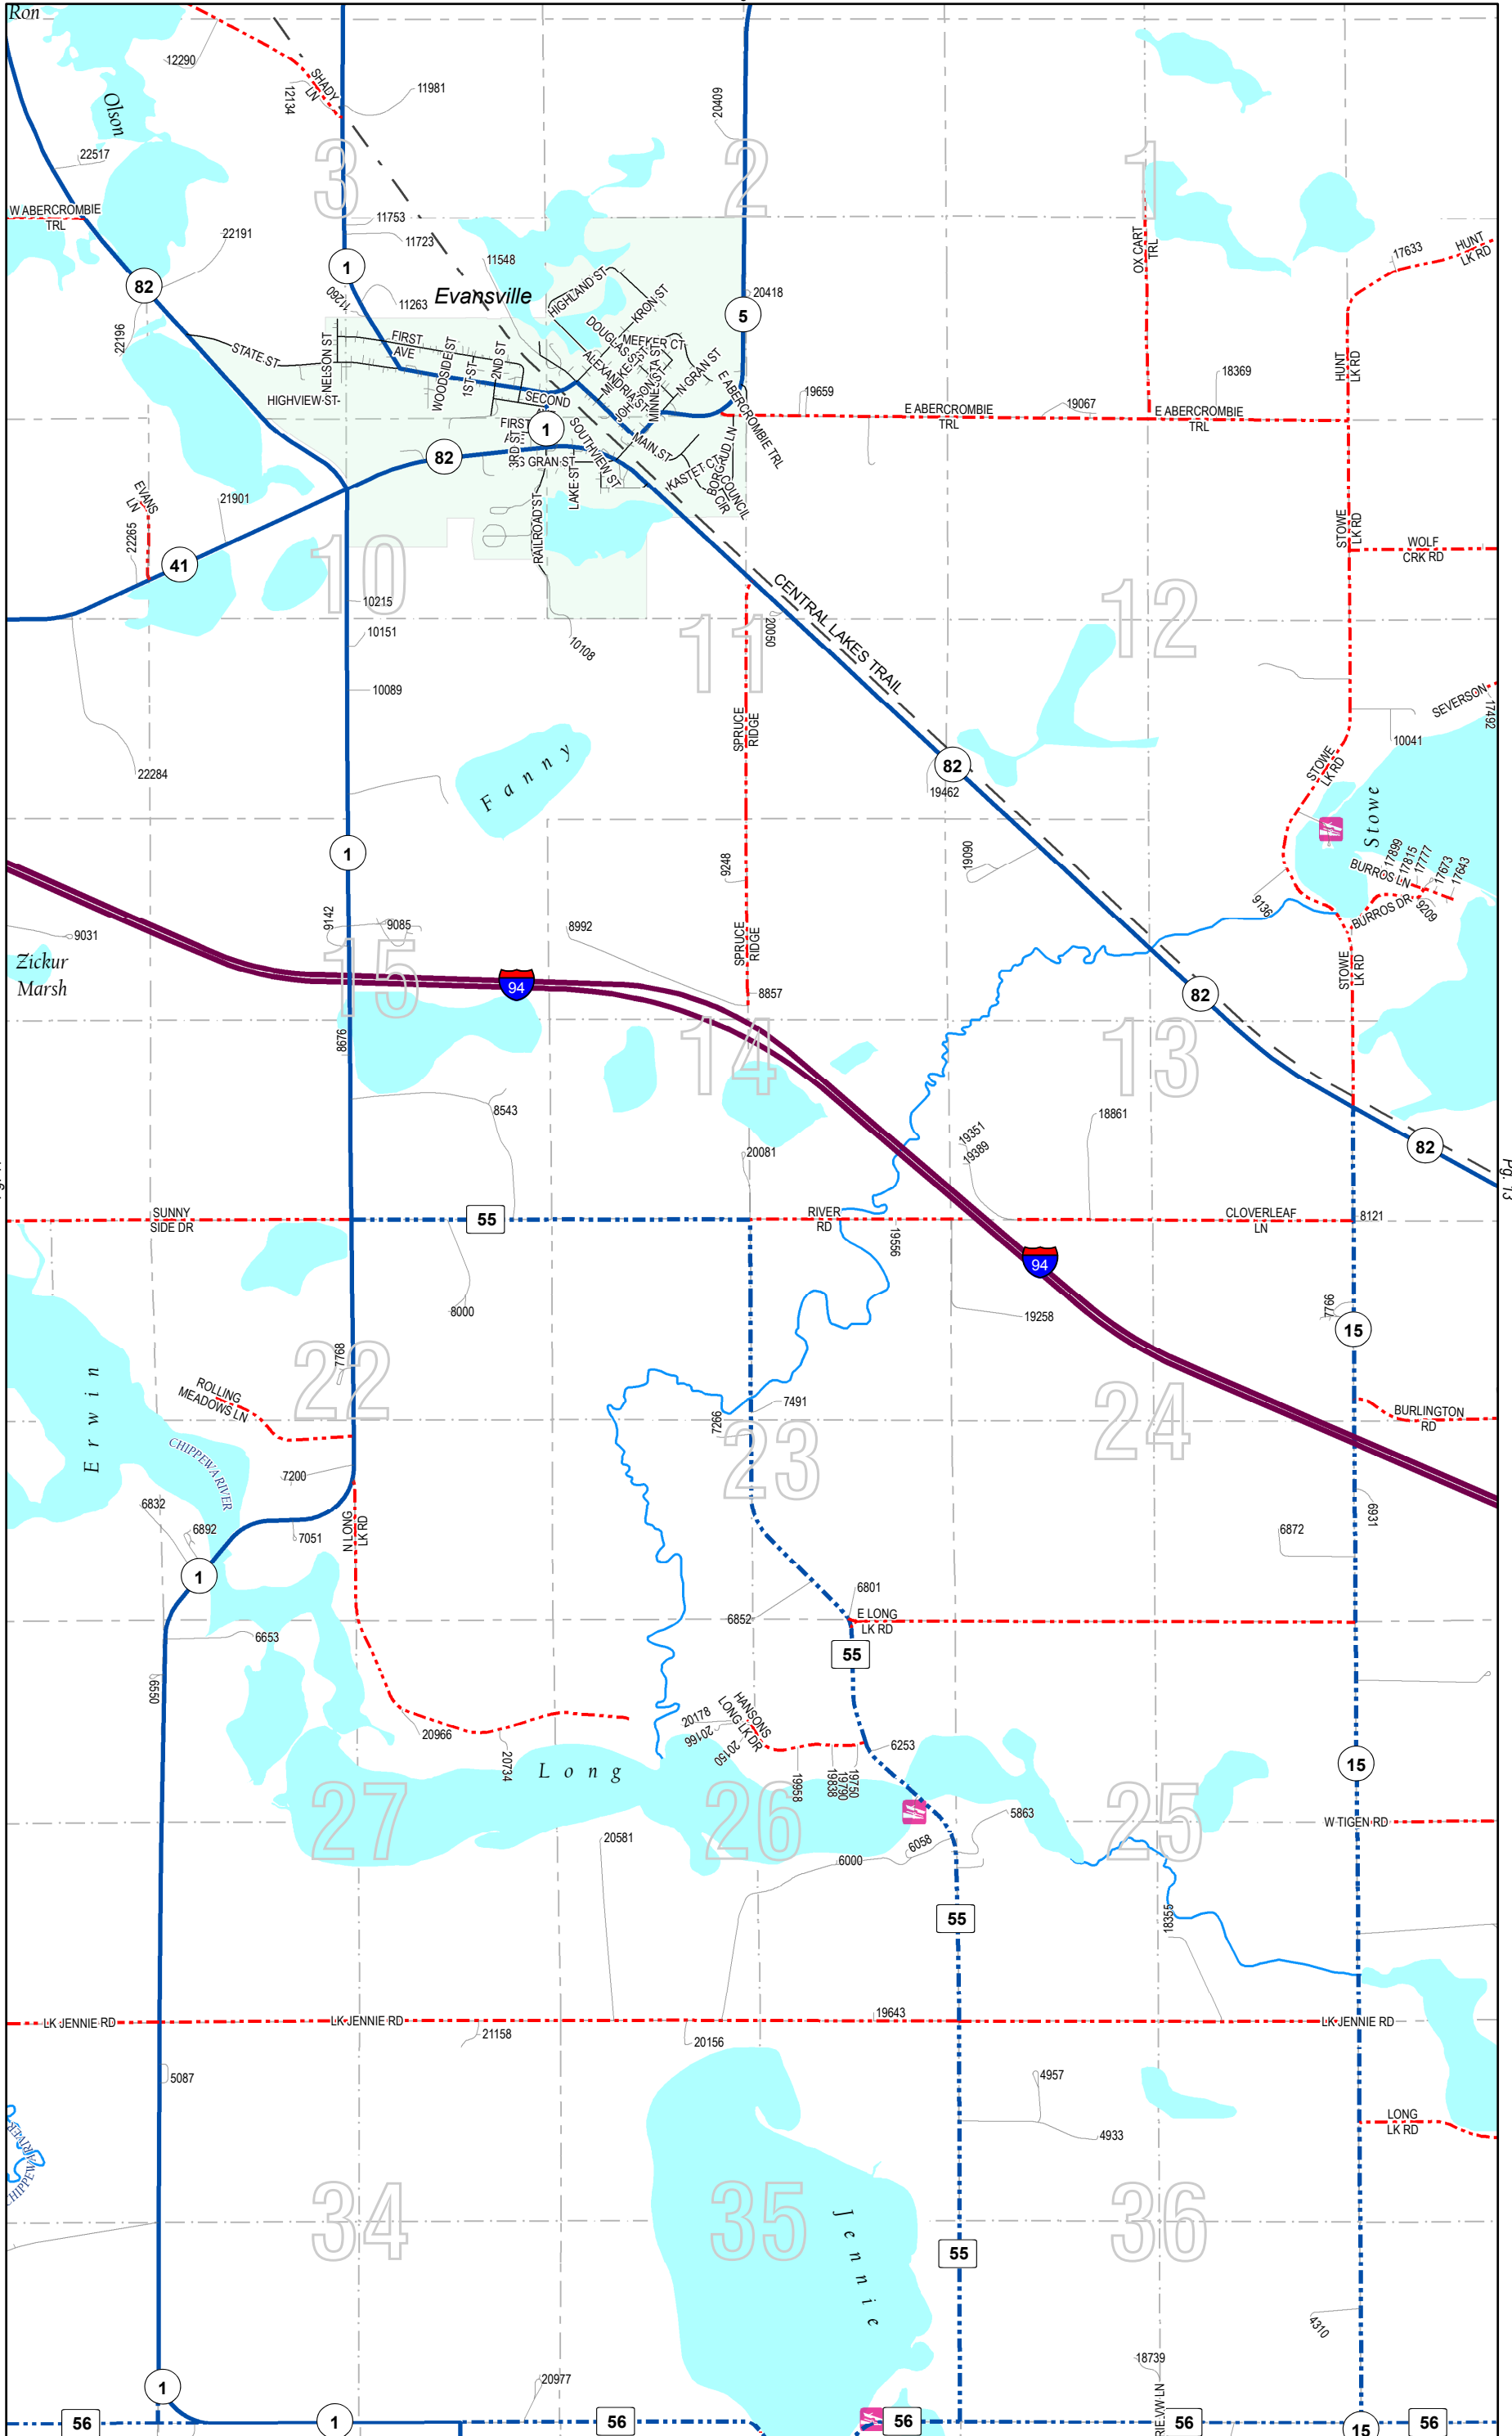 Ron
12290
SHADY
LN
12134
11981
20409
Olson
22517
3
2
1
W ABERCROMBIE
TRL
22191
11753
11723
11548
OX CART
TRL
17633
HUNT
LK RD
82
1
11260
11263
Evansville
HIGHLAND ST
KRON ST
20418
5
22196
STATE ST
NELSON ST
FIRST
AVE
WOODSIDE ST
1ST ST
2ND ST
DOUGLAS ST
MEEKER CT
ALEXANDRIA ST
N GRAN ST
E ABERCROMBIE TRL
HUNT
LK RD
18369
HIGHVIEW ST
SECOND
19659
E ABERCROMBIE
TRL
19067
E ABERCROMBIE
TRL
FIRST
1
82
3RD ST
S GRAN ST
LAKE ST
SOUTHVIEW ST
MAIN ST
KASTET CT
BORGRUD LN
COUNCIL
CIR
EVANS
LN
21901
22265
41
RAILROAD ST
STOWE
LK RD
WOLF
CRK RD
10
10215
10151
10108
11
20050
CENTRAL LAKES TRAIL
12
10089
SPRUCE
RIDGE
SEVERSON
17492
10041
22284
Fanny
82
19462
STOWE
LK RD
Stowe
1
9248
19090
17899
17815
17777
17673
17643
BURROS LN
BURROS DR
9209
9136
9142
9085
8992
SPRUCE
RIDGE
9031
Zickur
Marsh
15
94
8857
82
STOWE
LK RD
8676
14
13
8543
18861
19351
19389
20081
82
Pg. 13
SUNNY
SIDE DR
55
RIVER
RD
19556
CLOVERLEAF
LN
8121
94
8000
19258
7766
15
7768
22
Erwin
ROLLING
MEADOWS LN
CHIPPEWA RIVER
7491
7266
23
24
BURLINGTON
RD
7200
6832
6892
7051
N LONG
LK RD
6931
6872
1
6801
6852
E LONG
LK RD
6653
55
6550
20966
20734
HANSONS
LONG LK DR
20178
20166
20150
6253
19958
19838
19790
19750
15
Long
27
26
25
5863
W TIGEN RD
20581
6058
6000
55
18355
LK JENNIE RD
LK JENNIE RD
19643
LK JENNIE RD
21158
20156
5087
4957
4933
LONG
LK RD
34
35
36
Jennie
55
4310
18739
20977
1
56
1
56
56
56
15
56